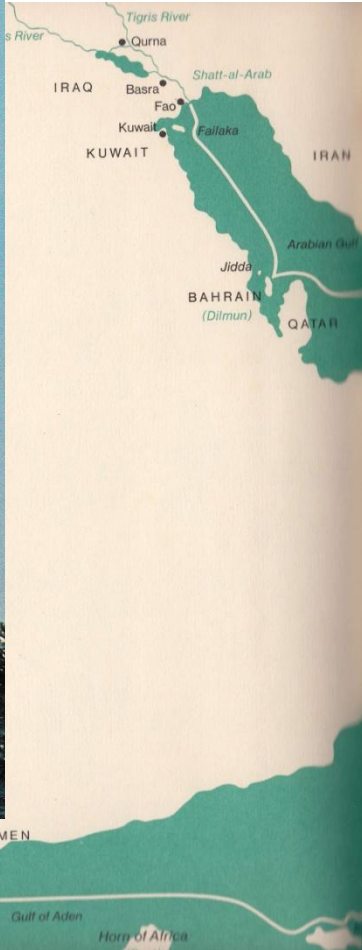 Tigris River
s River
Qurna
Shatt-al-Arab
IRAQ
Basra
Fao
Kuwait
Failaka
KUWAIT
IRAN
Arabian Gulf
Jidda
BAHRAIN
(Dilmun)
QATAR
MEN
Gulf of Aden
Horn of Africa